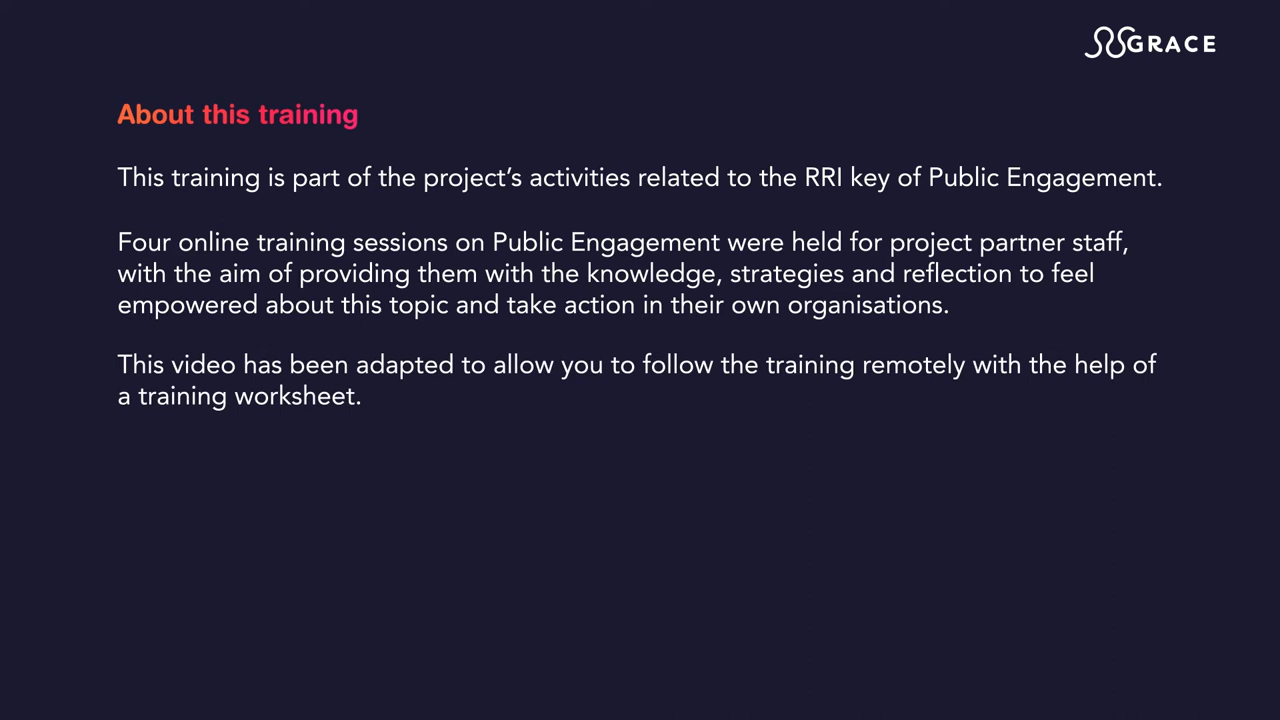 GRACE
About this training
This training is part of the project’s activities related to the RRI key of Public Engagement.
Four online training sessions on Public Engagement were held for project partner staff,
with the aim of providing them with the knowledge, strategies and reflection to feel
empowered about this topic and take action in their own organisations.
This video has been adapted to allow you to follow the training remotely with the help of
a training worksheet.